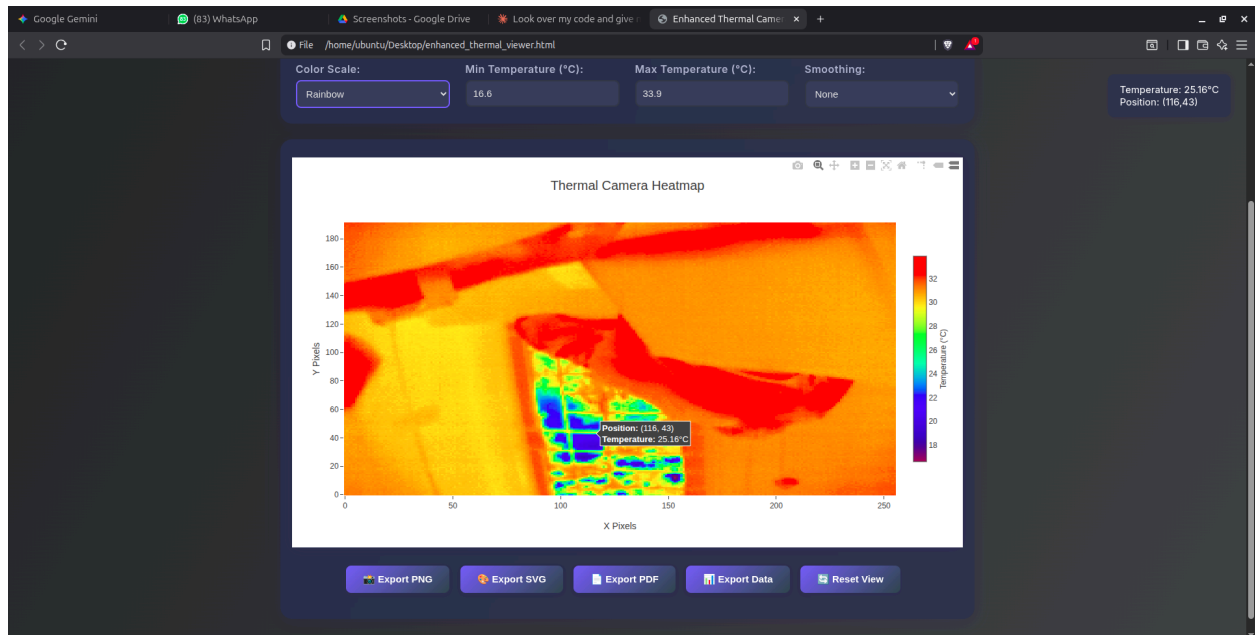 Google Gemini
(83) WhatsApp
Screenshots - Google Drive
Look over my code and give r
Enhanced Thermal Camer
File /home/ubuntu/Desktop/enhanced_thermal_viewer.html
Color Scale:
Min Temperature (°C):
Max Temperature (°C):
Smoothing:
Rainbow
16.6
33.9
None
Temperature: 25.16°C
Position: (116,43)
Thermal Camera Heatmap
180
160
140
120
100
80
60
40
20
0
Y Pixels
0
50
100
150
200
250
X Pixels
Position: (116, 43)
Temperature: 25.16°C
32
30
28
26
24
22
20
18
Temperature (°C)
Export PNG
Export SVG
Export PDF
Export Data
Reset View